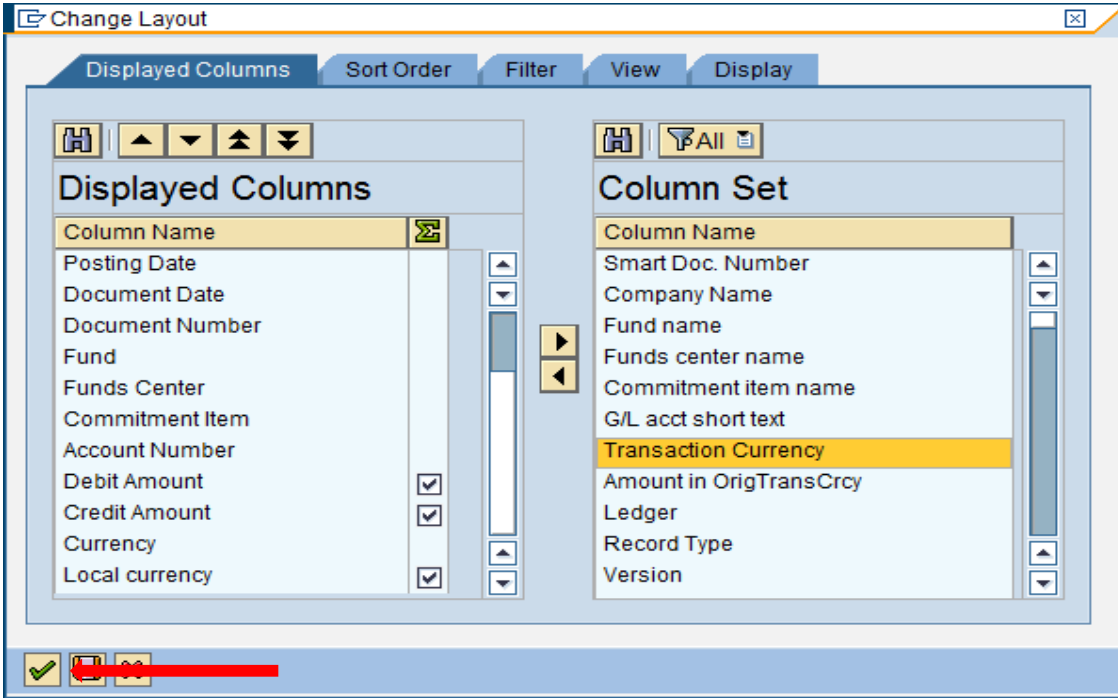 Change Layout
Displayed Columns Sort Order Filter View Display
All
Displayed Columns
Column Name
Posting Date
Document Date
Document Number
Fund
Funds Center
Commitment Item
Account Number
Debit Amount
Credit Amount
Currency
Local currency
Column Set
Column Name
Smart Doc. Number
Company Name
Fund name
Funds center name
Commitment item name
G/L acct short text
Transaction Currency
Amount in OrigTransCrcy
Ledger
Record Type
Version